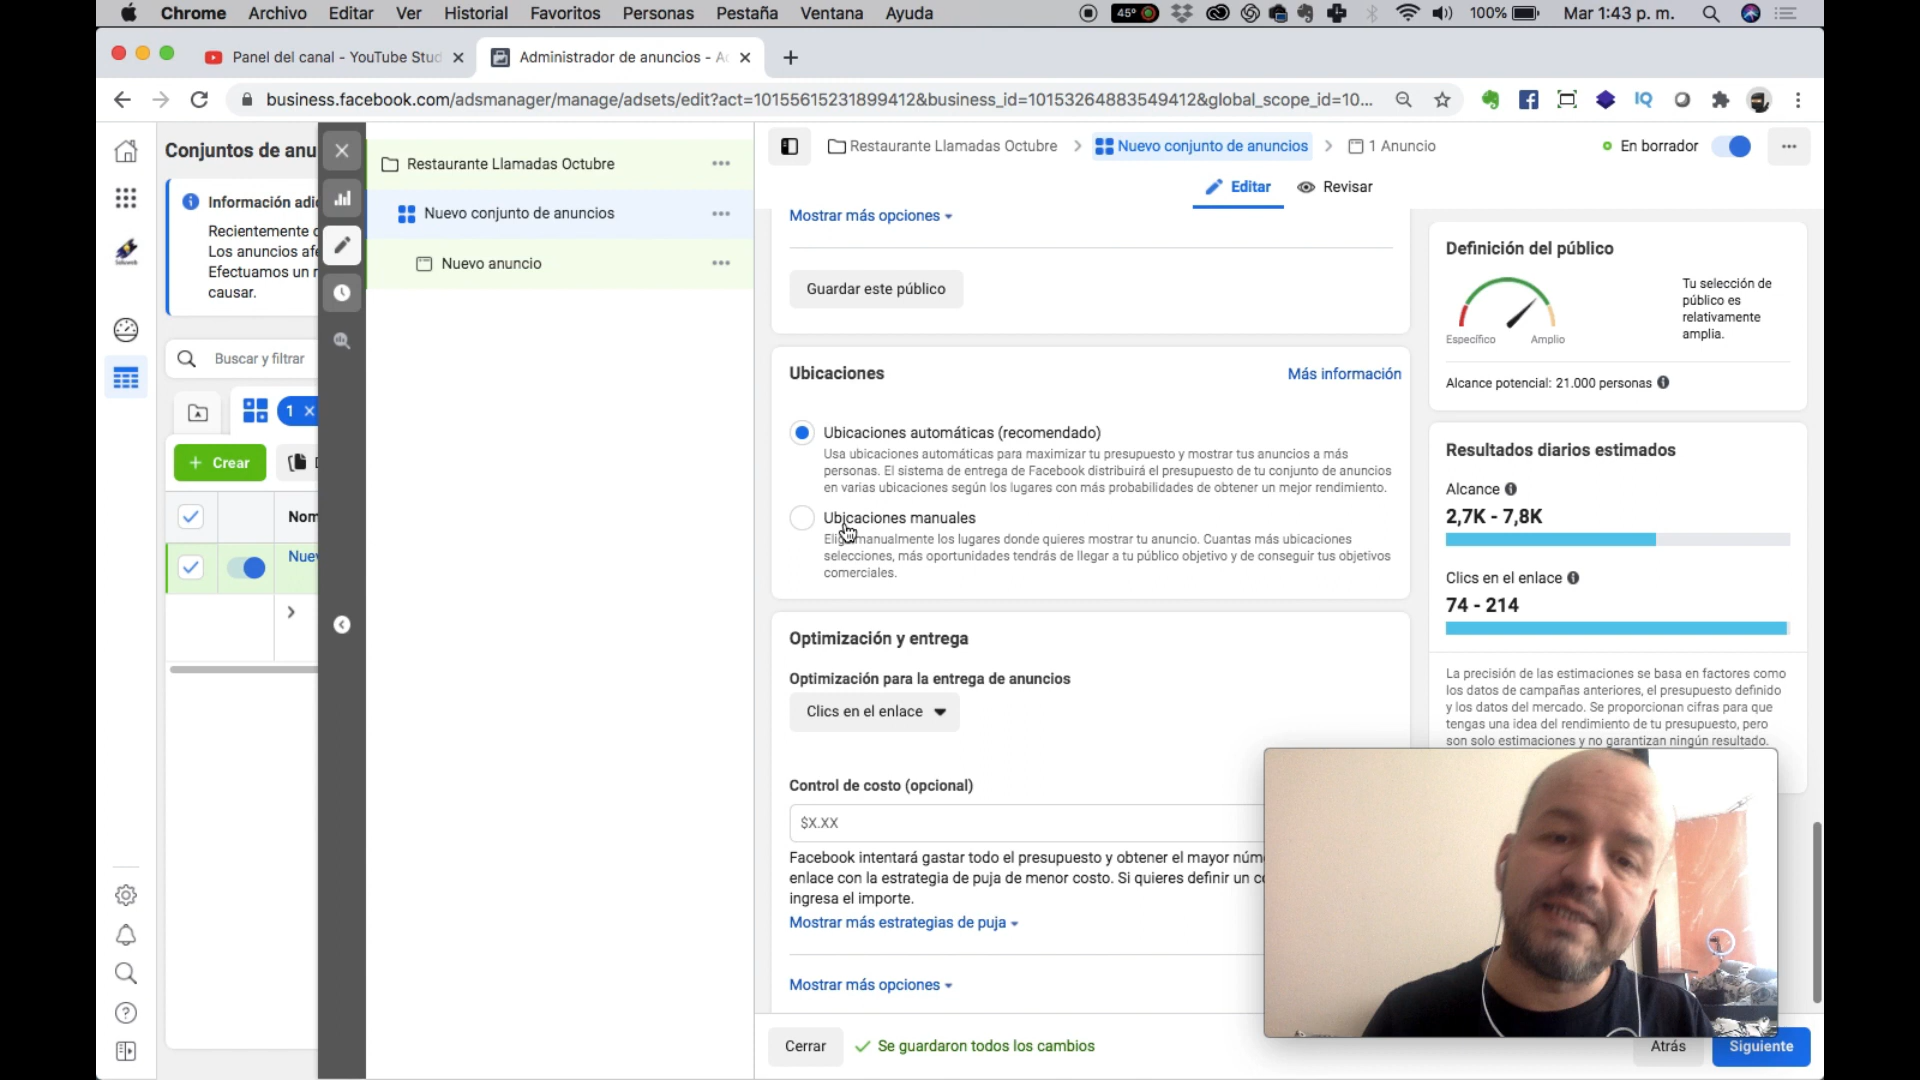 Chrome Archivo Editar Ver Historial Favoritos Personas Pestaña Ventana Ayuda 45° 100% Mar 1:43 p. m.
Panel del canal - YouTube Stud
Administrador de anuncios - Ad
business.facebook.com/adsmanager/manage/adsets/edit?act=10155615231899412&business_id=10153264883549412&global_scope_id=10...
IQ
Conjuntos de anu
Información adi
Recientemente
Los anuncios afe
Efectuamos un
causar.
Buscar y filtrar
1
+ Crear
Nom
Nuev
Restaurante Llamadas Octubre
Nuevo conjunto de anuncios
Nuevo anuncio
Restaurante Llamadas Octubre > Nuevo conjunto de anuncios > 1 Anuncio
En borrador
Editar
Revisar
Mostrar más opciones
Guardar este público
Ubicaciones
Más información
Ubicaciones automáticas (recomendado)
Usa ubicaciones automáticas para maximizar tu presupuesto y mostrar tus anuncios a más
personas. El sistema de entrega de Facebook distribuirá el presupuesto de tu conjunto de anuncios
en varias ubicaciones según los lugares con más probabilidades de obtener un mejor rendimiento.
Ubicaciones manuales
manualmente los lugares donde quieres mostrar tu anuncio. Cuantas más ubicaciones
selecciones, más oportunidades tendrás de llegar a tu público objetivo y de conseguir tus objetivos
comerciales.
Optimización y entrega
Optimización para la entrega de anuncios
Clics en el enlace
Control de costo (opcional)
$X.XX
Facebook intentará gastar todo el presupuesto y obtener el mayor núm
enlace con la estrategia de puja de menor costo. Si quieres definir un co
ingresa el importe.
Mostrar más estrategias de puja
Mostrar más opciones
Cerrar
Se guardaron todos los cambios
Atrás
Siguiente
Definición del público
Específico
Amplio
Tu selección de
público es
relativamente
amplia.
Alcance potencial: 21.000 personas
Resultados diarios estimados
Alcance
2,7K - 7,8K
Clics en el enlace
74 - 214
La precisión de las estimaciones se basa en factores como
los datos de campañas anteriores, el presupuesto definido
y los datos del mercado. Se proporcionan cifras para que
tengas una idea del rendimiento de tu presupuesto, pero
son solo estimaciones y no garantizan ningún resultado.